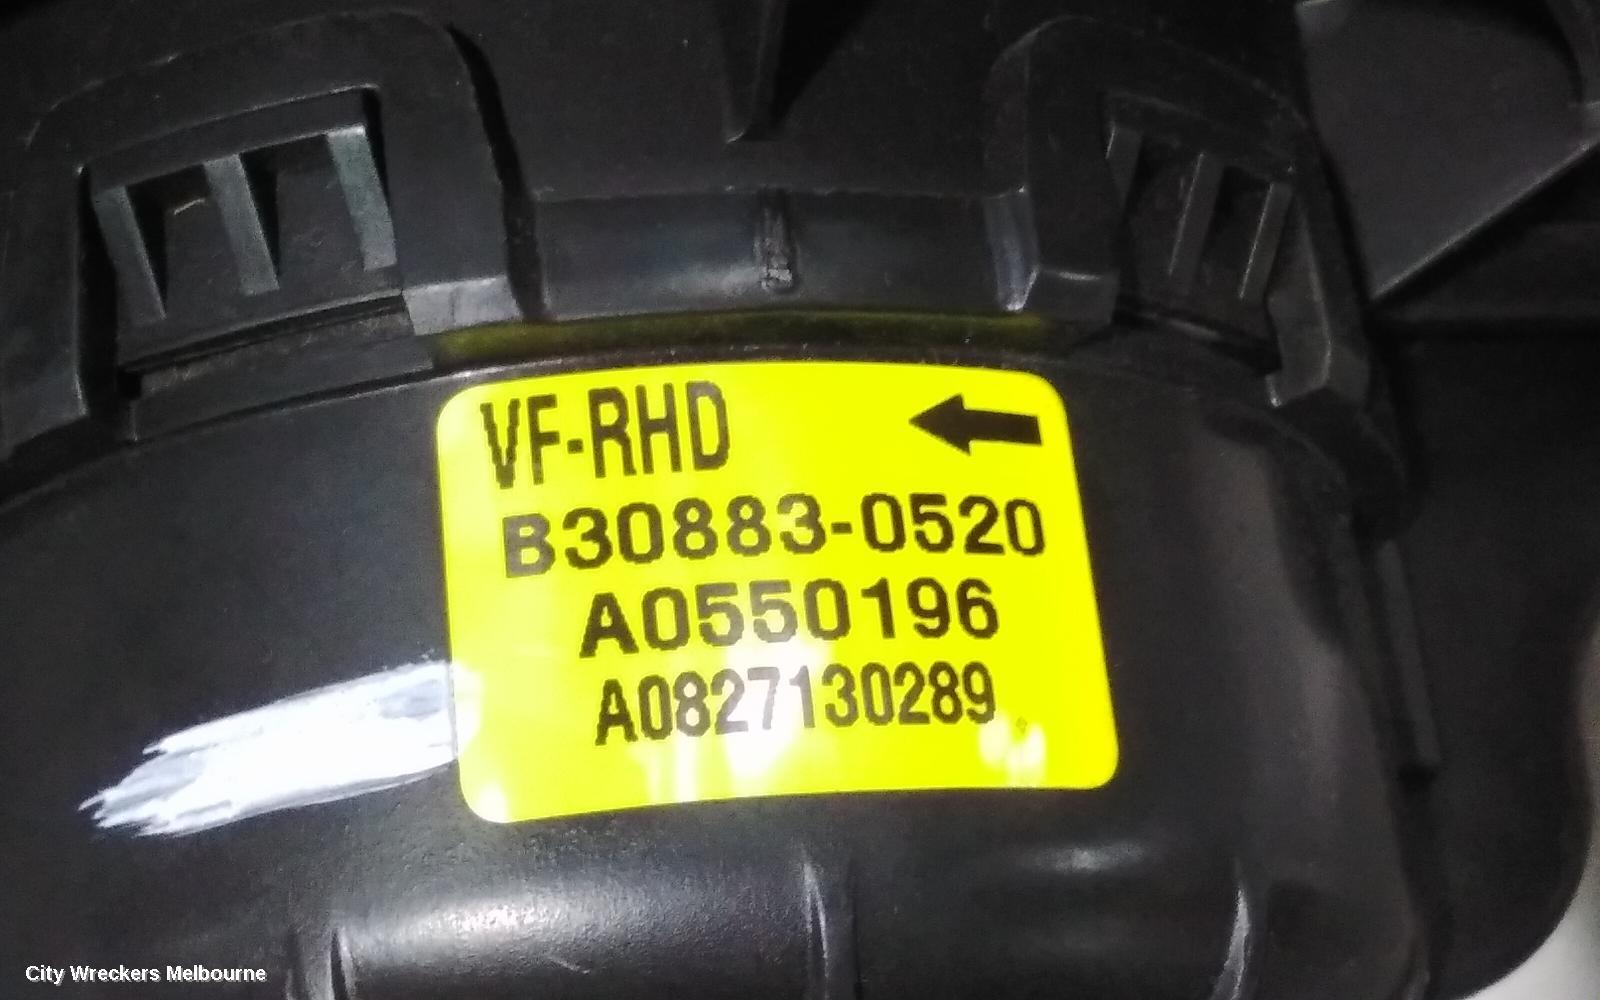 VF-RHD
B30883-0520
A0550196
A0827130289
City Wreckers Melbourne